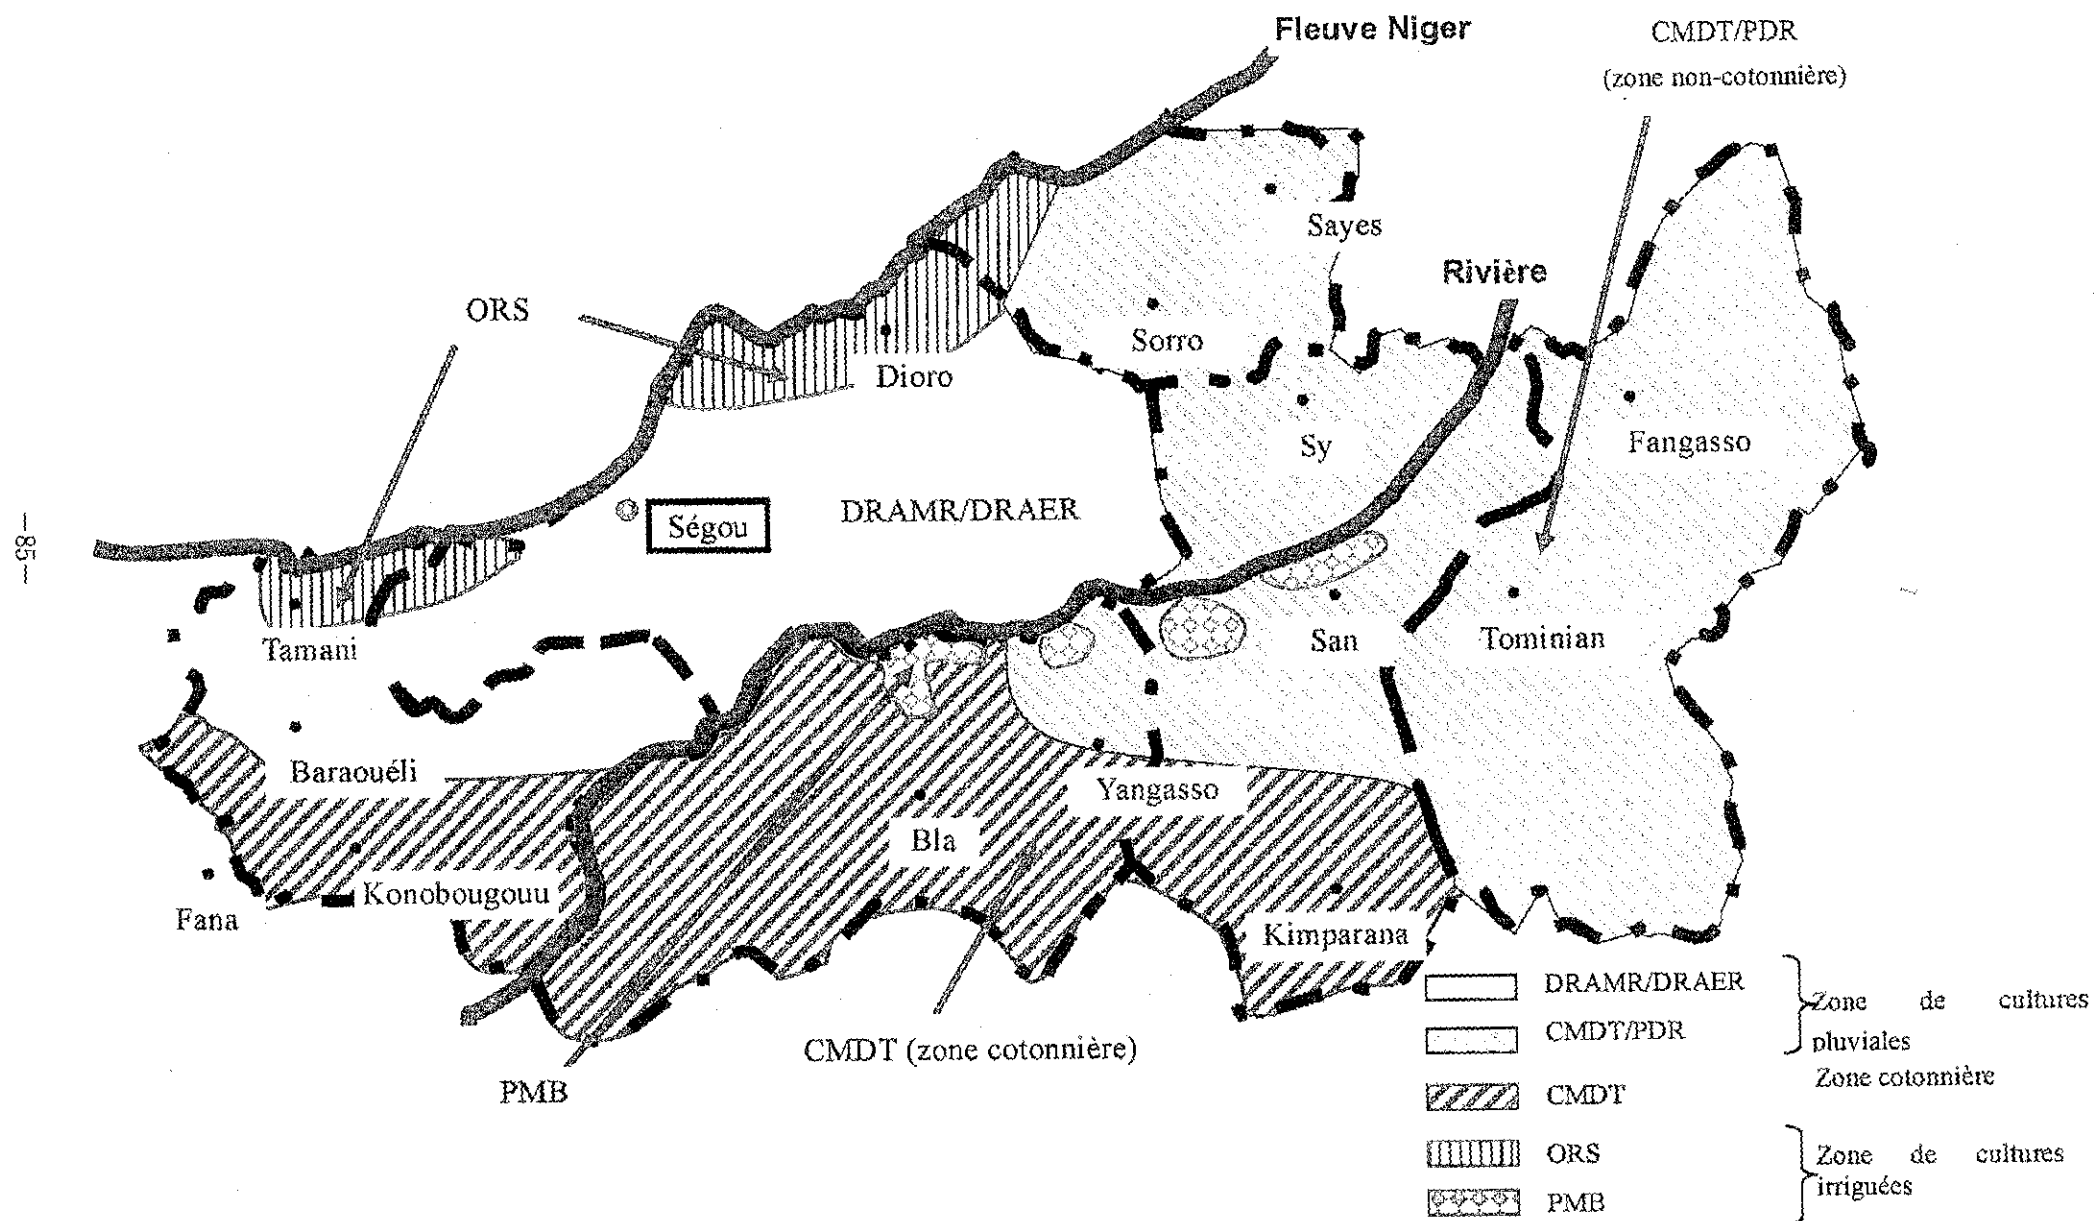 Fleuve Niger
CMDT/PDR
(zone non-cotonnière)
Sayes
Rivière
ORS
Sorro
Dioro
Sy
Fangasso
Ségou
DRAMR/DRAER
—85—
Tamani
San
Tominian
Baraouéli
Yangasso
Bla
Konobougouu
Fana
Kimparana
CMDT (zone cotonnière)
PMB
DRAMR/DRAER
CMDT/PDR
Zone de cultures
pluviales
CMDT
Zone cotonnière
ORS
PMB
Zone de cultures
irriguées